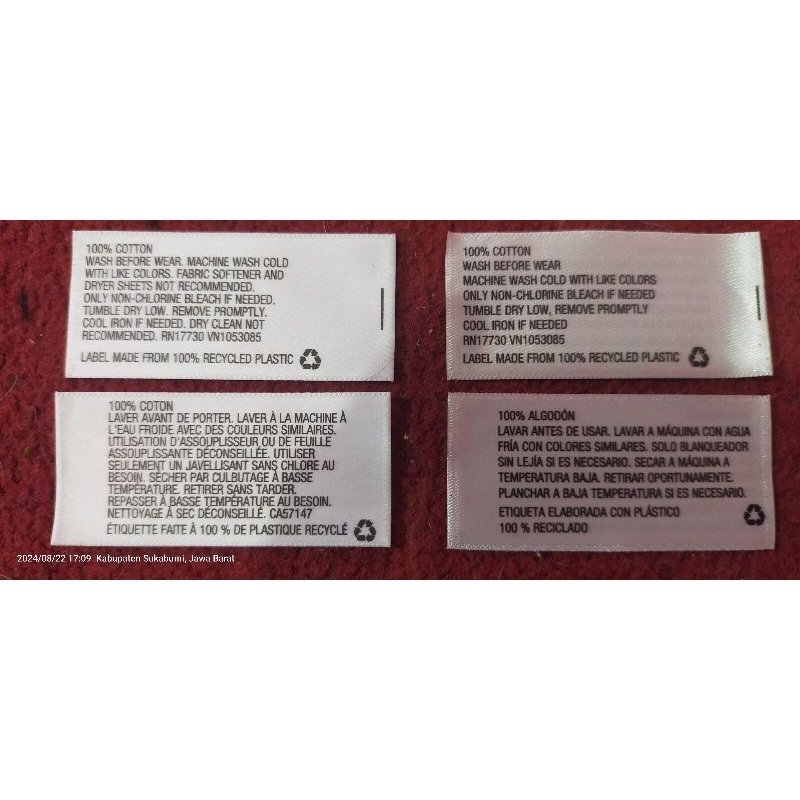 100% COTTON
WASH BEFORE WEAR. MACHINE WASH COLD
WITH LIKE COLORS. FABRIC SOFTENER AND
DRYER SHEETS NOT RECOMMENDED.
ONLY NON-CHLORINE BLEACH IF NEEDED.
TUMBLE DRY LOW. REMOVE PROMPTLY.
COOL IRON IF NEEDED. DRY CLEAN NOT
RECOMMENDED. RN17730 VN1053085
LABEL MADE FROM 100% RECYCLED PLASTIC
100% COTTON
WASH BEFORE WEAR
MACHINE WASH COLD WITH LIKE COLORS
ONLY NON-CHLORINE BLEACH IF NEEDED
TUMBLE DRY LOW, REMOVE PROMPTLY
COOL IRON IF NEEDED
RN17730 VN1053085
LABEL MADE FROM 100% RECYCLED PLASTIC
100% COTON
LAVER AVANT DE PORTER. LAVER À LA MACHINE À
L'EAU FROIDE AVEC DES COULEURS SIMILAIRES.
UTILISATION D'ASSOUPLISSEUR OU DE FEUILLE
ASSOUPLISSANTE DÉCONSEILLÉE. UTILISER
SEULEMENT UN JAVELLISANT SANS CHLORE AU
BESOIN. SÉCHER PAR CULBUTAGE À BASSE
TEMPÉRATURE. RETIRER SANS TARDER.
REPASSER À BASSE TEMPÉRATURE AU BESOIN.
NETTOYAGE À SEC DÉCONSEILLÉ. CA57147
ÉTIQUETTE FAITE À 100 % DE PLASTIQUE RECYCLÉ
100% ALGODÓN
LAVAR ANTES DE USAR. LAVAR A MÁQUINA CON AGUA
FRÍA CON COLORES SIMILARES. SOLO BLANQUEADOR
SIN LEJÍA SI ES NECESARIO. SECAR A MÁQUINA A
TEMPERATURA BAJA. RETIRAR OPORTUNAMENTE.
PLANCHAR A BAJA TEMPERATURA SI ES NECESARIO.
ETIQUETA ELABORADA CON PLÁSTICO
100 % RECICLADO
2024/08/22 17:09 Kabupaten Sukabumi, Jawa Barat